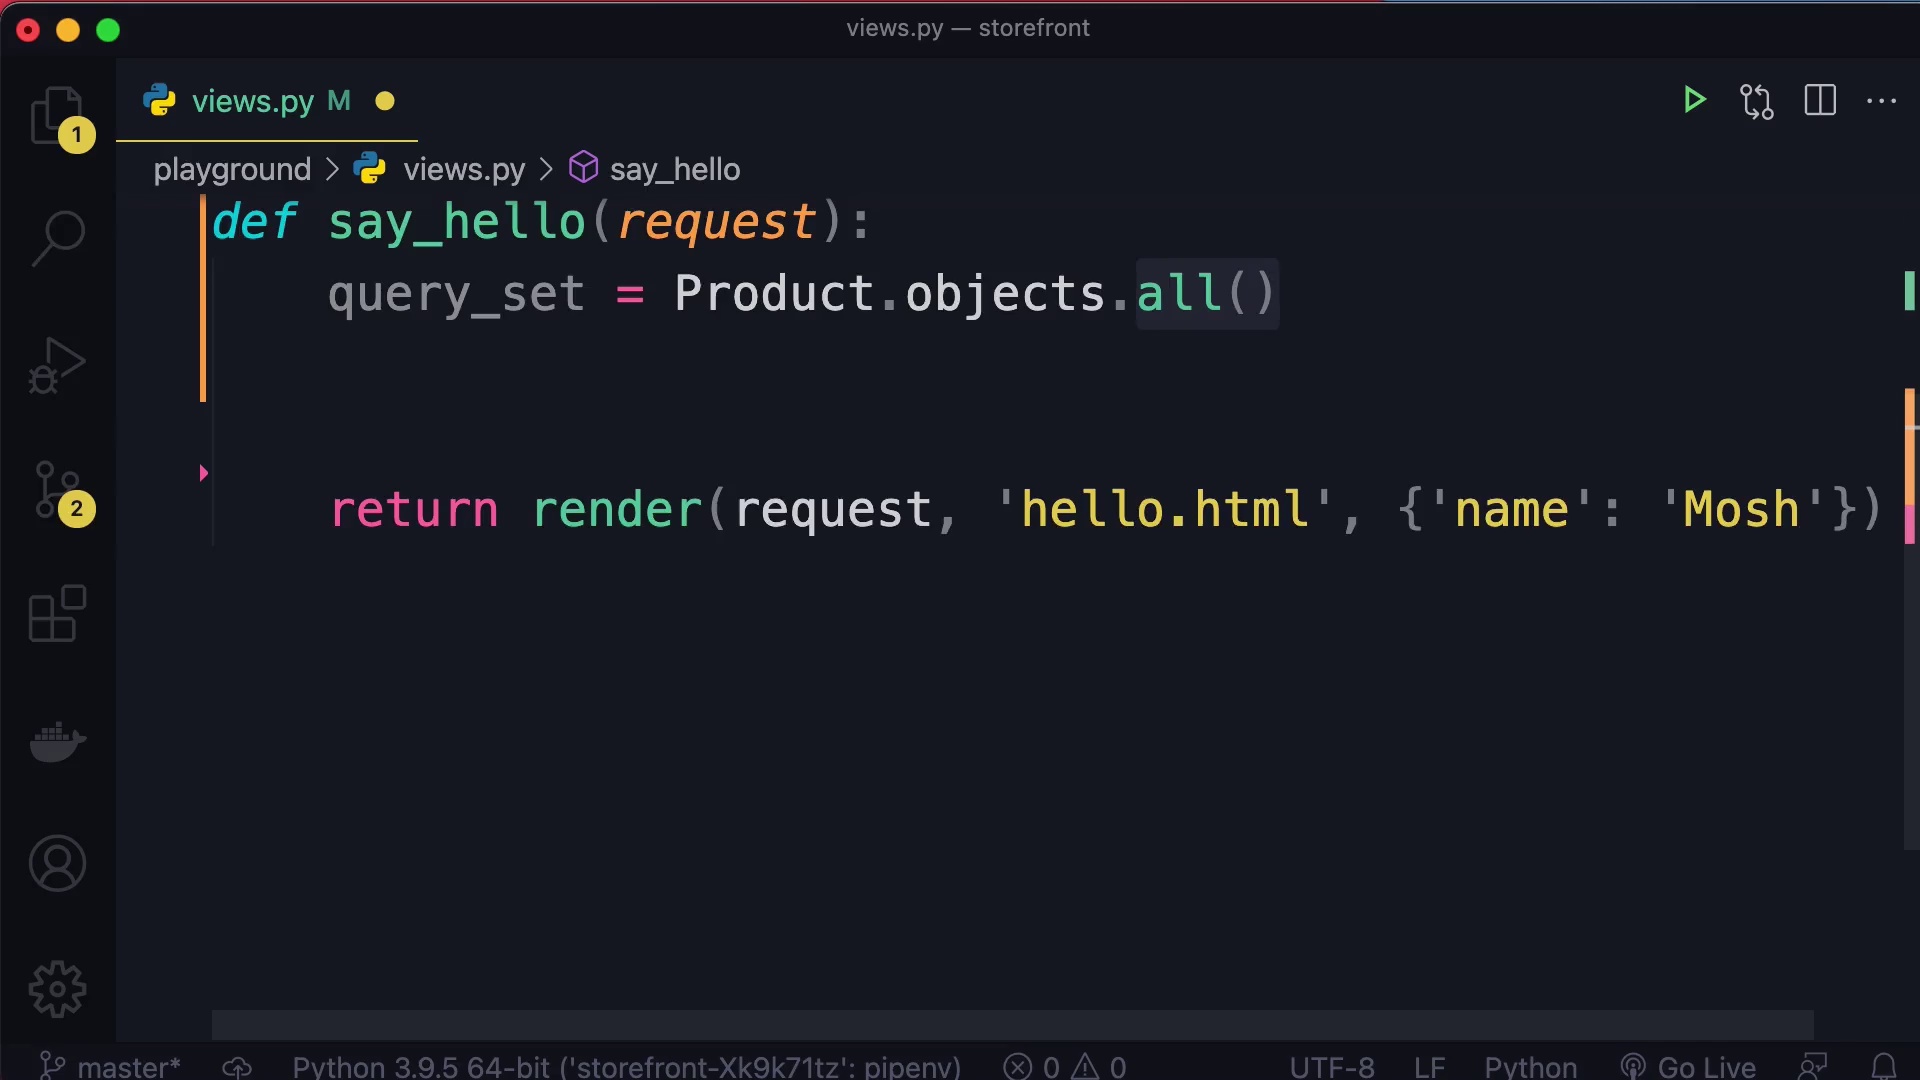 views.py — storefront
views.py M
1
playground > views.py > say_hello
def say_hello(request):
query_set = Product.objects.all()
return render(request, 'hello.html', {'name': 'Mosh'})
2
master* Python 3.9.5 64-bit ('storefront-Xk9k71tz': pipenv) 0 0 UTF-8 LF Python Go Live